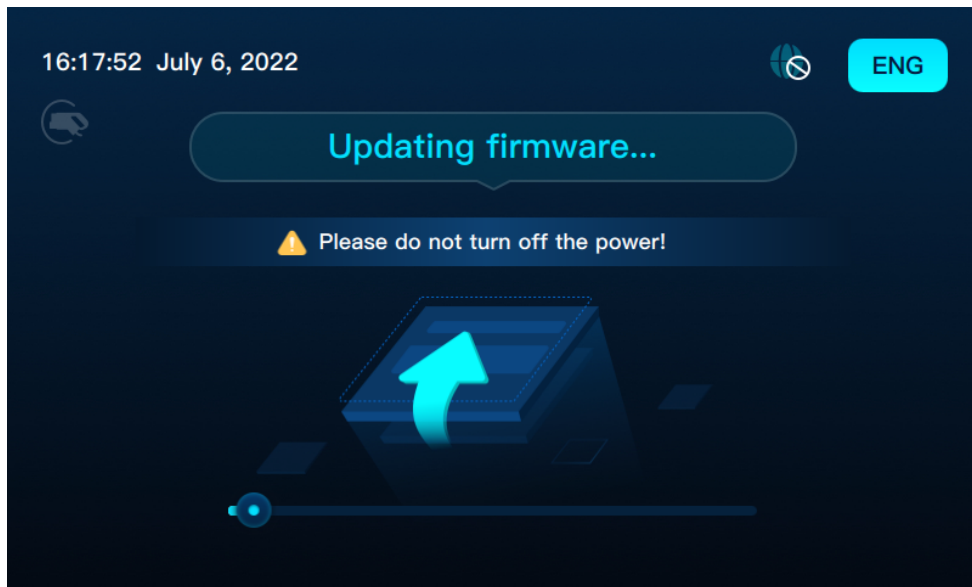 16:17:52 July 6, 2022
ENG
Updating firmware...
Please do not turn off the power!